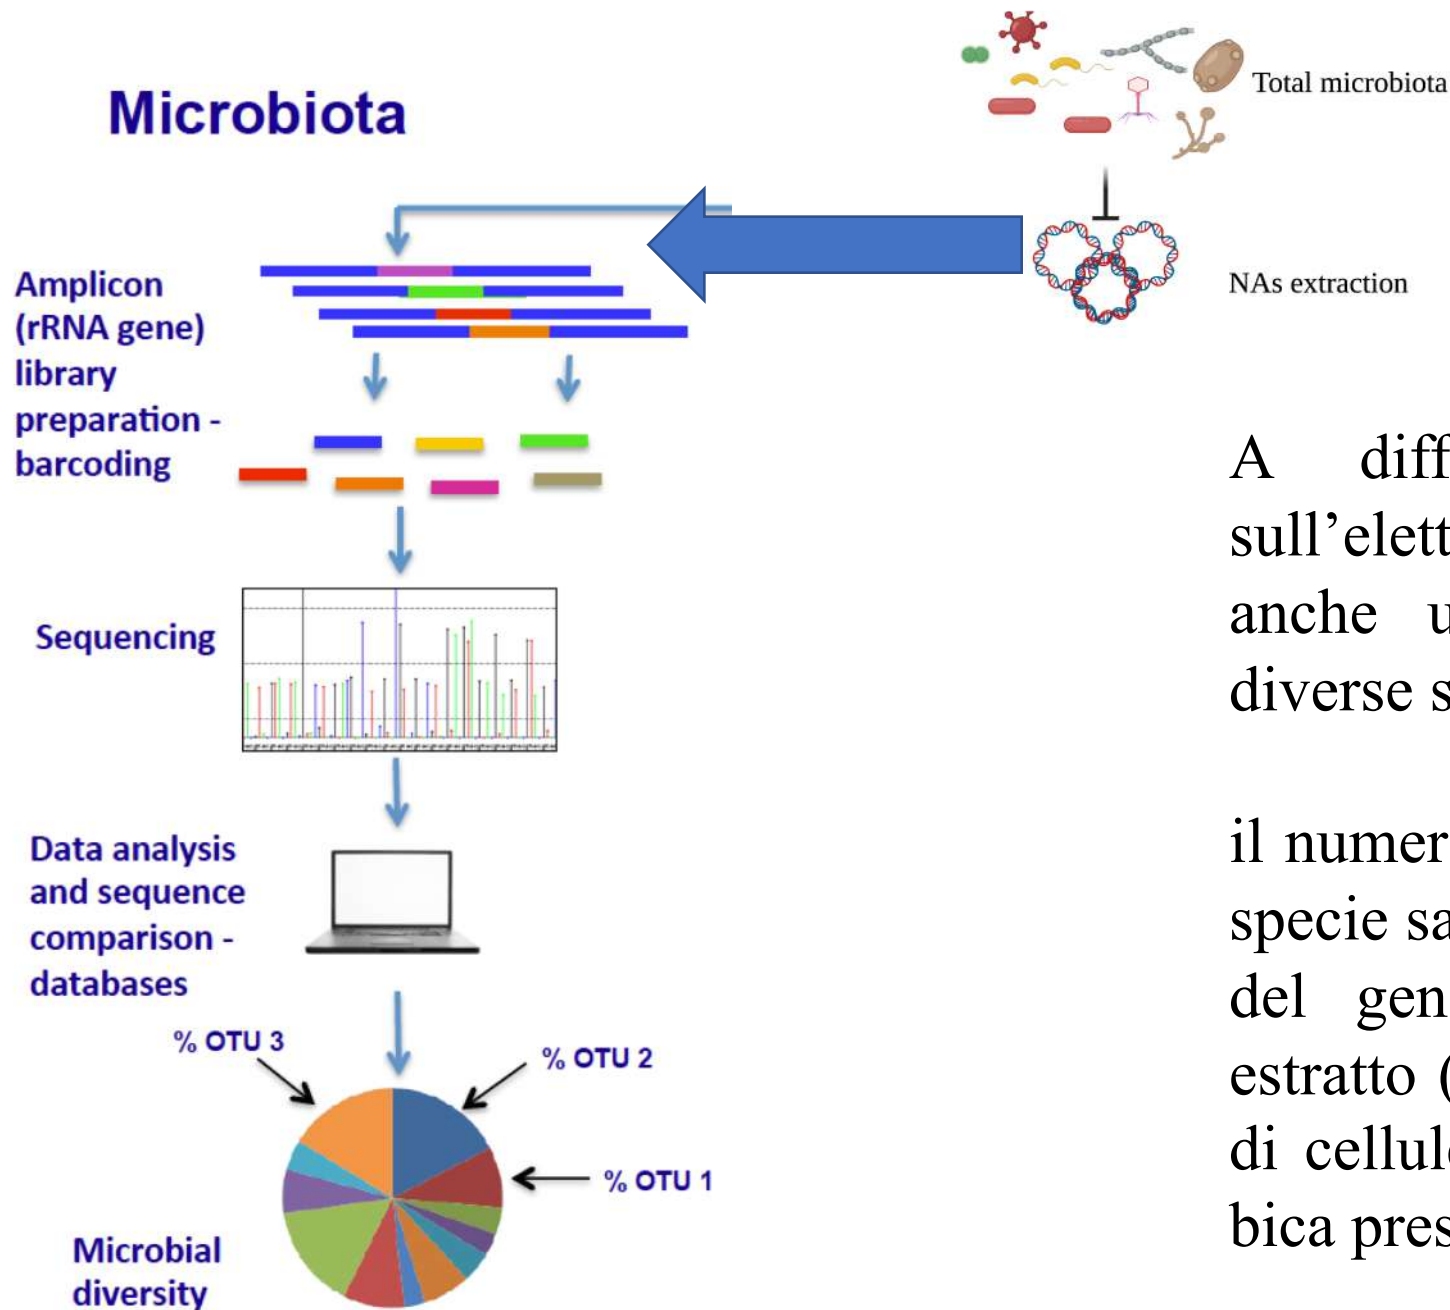 Microbiota
Total microbiota
NAs extraction
Amplicon
(rRNA gene)
library
preparation -
barcoding
Sequencing
Data analysis
and sequence
comparison -
databases
% OTU 3
% OTU 2
% OTU 1
Microbial
diversity
A
sull’elett
anche
diverse
il numer
specie
del gen
estratto (
di cellul
bica pres